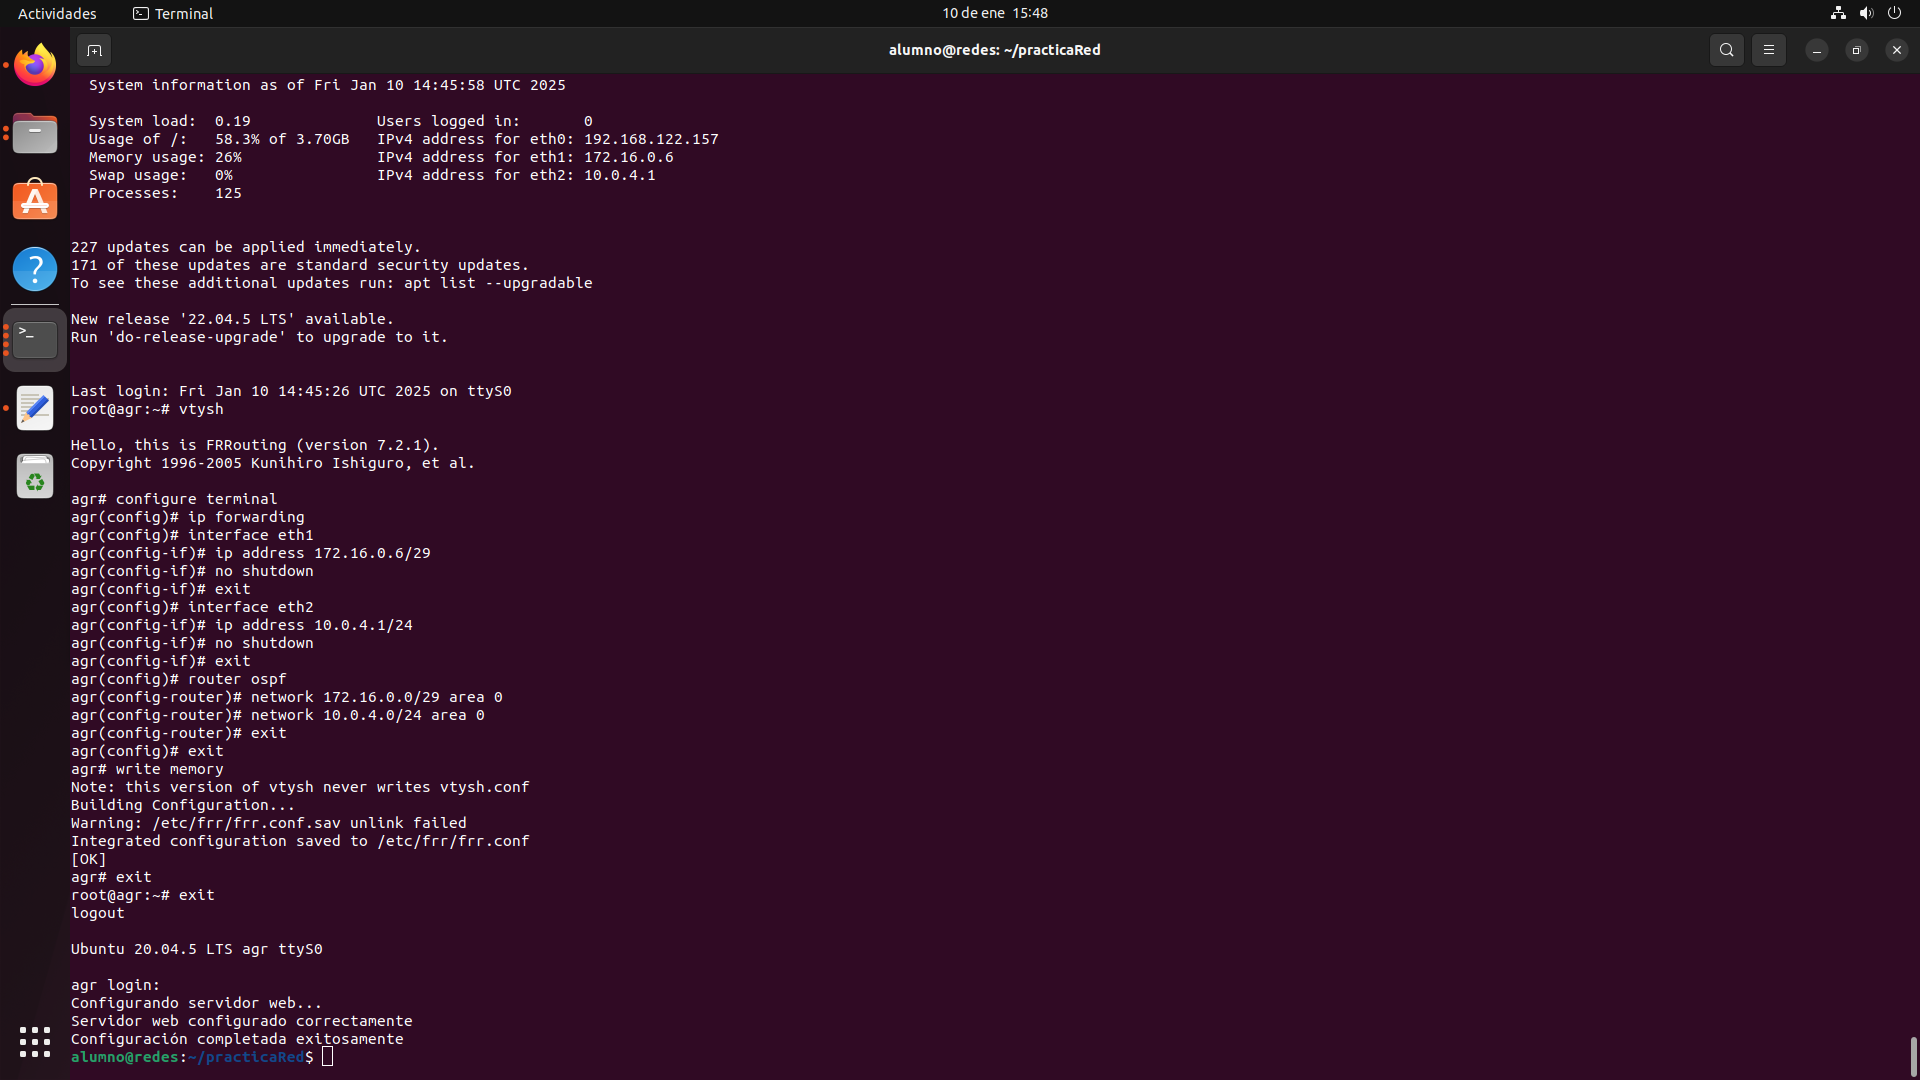 Actividades
Terminal
10 de ene 15:48
alumno@redes: ~/practicaRed
System information as of Fri Jan 10 14:45:58 UTC 2025
System load: 0.19 Users logged in: 0
Usage of /: 58.3% of 3.70GB IPv4 address for eth0: 192.168.122.157
Memory usage: 26% IPv4 address for eth1: 172.16.0.6
Swap usage: 0% IPv4 address for eth2: 10.0.4.1
Processes: 125
227 updates can be applied immediately.
171 of these updates are standard security updates.
To see these additional updates run: apt list --upgradable
New release '22.04.5 LTS' available.
Run 'do-release-upgrade' to upgrade to it.
Last login: Fri Jan 10 14:45:26 UTC 2025 on ttyS0
root@agr:~# vtysh
Hello, this is FRRouting (version 7.2.1).
Copyright 1996-2005 Kunihiro Ishiguro, et al.
agr# configure terminal
agr(config)# ip forwarding
agr(config)# interface eth1
agr(config-if)# ip address 172.16.0.6/29
agr(config-if)# no shutdown
agr(config-if)# exit
agr(config)# interface eth2
agr(config-if)# ip address 10.0.4.1/24
agr(config-if)# no shutdown
agr(config-if)# exit
agr(config)# router ospf
agr(config-router)# network 172.16.0.0/29 area 0
agr(config-router)# network 10.0.4.0/24 area 0
agr(config-router)# exit
agr(config)# exit
agr# write memory
Note: this version of vtysh never writes vtysh.conf
Building Configuration...
Warning: /etc/frr/frr.conf.sav unlink failed
Integrated configuration saved to /etc/frr/frr.conf
[OK]
agr# exit
root@agr:~# exit
logout
Ubuntu 20.04.5 LTS agr ttyS0
agr login:
Configurando servidor web...
Servidor web configurado correctamente
Configuración completada exitosamente
alumno@redes:~/practicaRed$